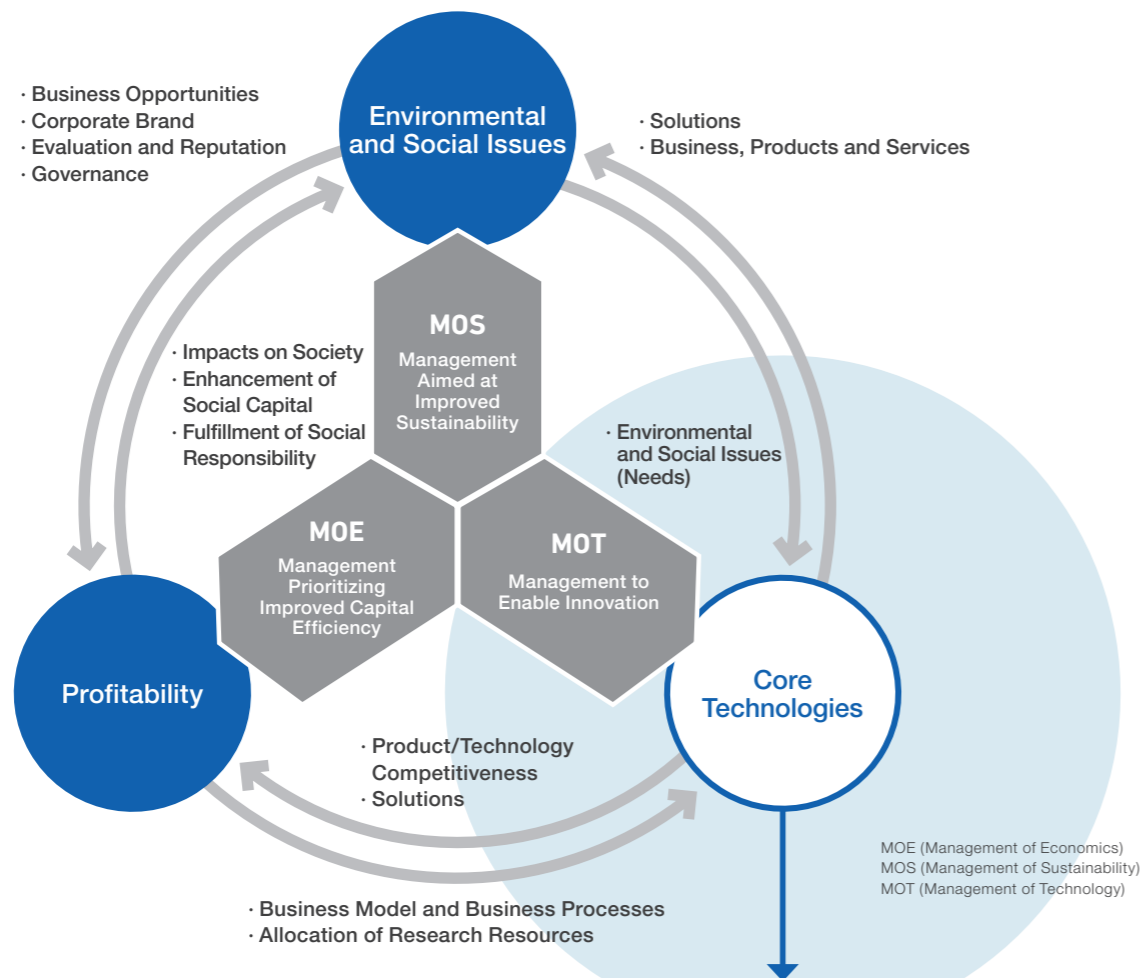 · Business Opportunities
· Corporate Brand
· Evaluation and Reputation
· Governance
Environmental
and Social Issues
· Solutions
· Business, Products and Services
MOS
Management
Aimed at
Improved
Sustainability
· Impacts on Society
· Enhancement of
Social Capital
· Fulfillment of Social
Responsibility
· Environmental
and Social Issues
(Needs)
MOE
Management
Prioritizing
Improved Capital
Efficiency
MOT
Management to
Enable Innovation
Profitability
Core
Technologies
· Product/Technology
Competitiveness
· Solutions
· Business Model and Business Processes
· Allocation of Research Resources
MOE (Management of Economics)
MOS (Management of Sustainability)
MOT (Management of Technology)